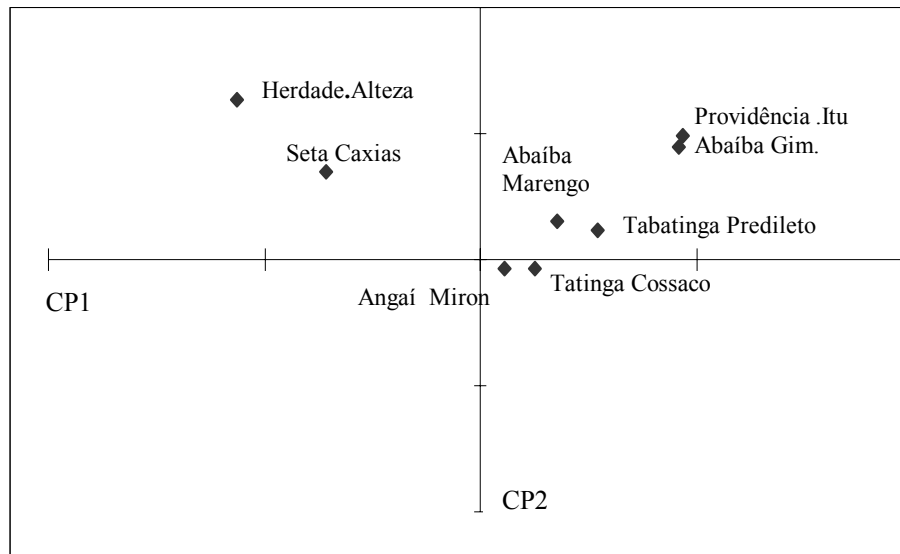 Herdade.Alteza
Providência .Itu
Seta Caxias
Abaíba
Marengo
Abaíba Gim.
Tabatinga Predileto
CP1
Angaí Miron
Tatinga Cossaco
CP2